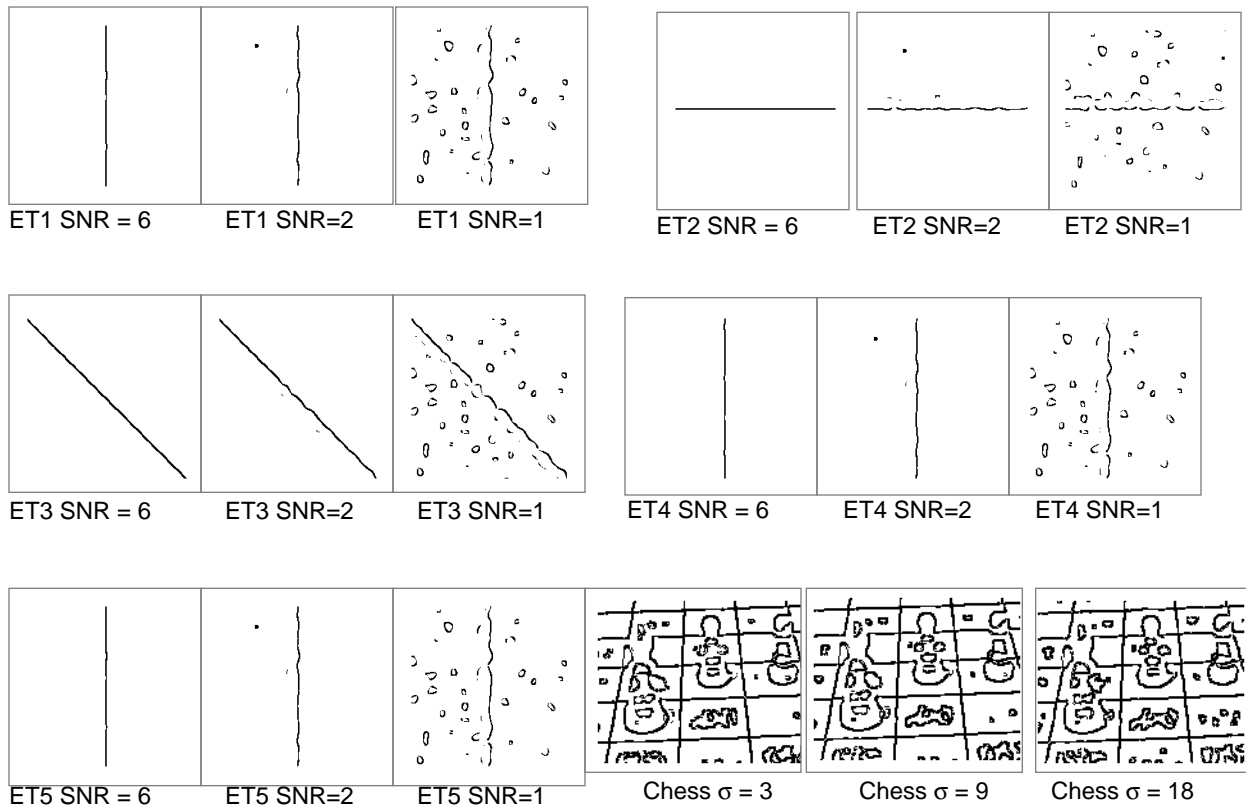 ET1 SNR = 6 ET1 SNR=2 ET1 SNR=1 ET2 SNR = 6 ET2 SNR=2 ET2 SNR=1
ET3 SNR = 6 ET3 SNR=2 ET3 SNR=1 ET4 SNR = 6 ET4 SNR=2 ET4 SNR=1
ET5 SNR = 6 ET5 SNR=2 ET5 SNR=1 Chess σ = 3 Chess σ = 9 Chess σ = 18